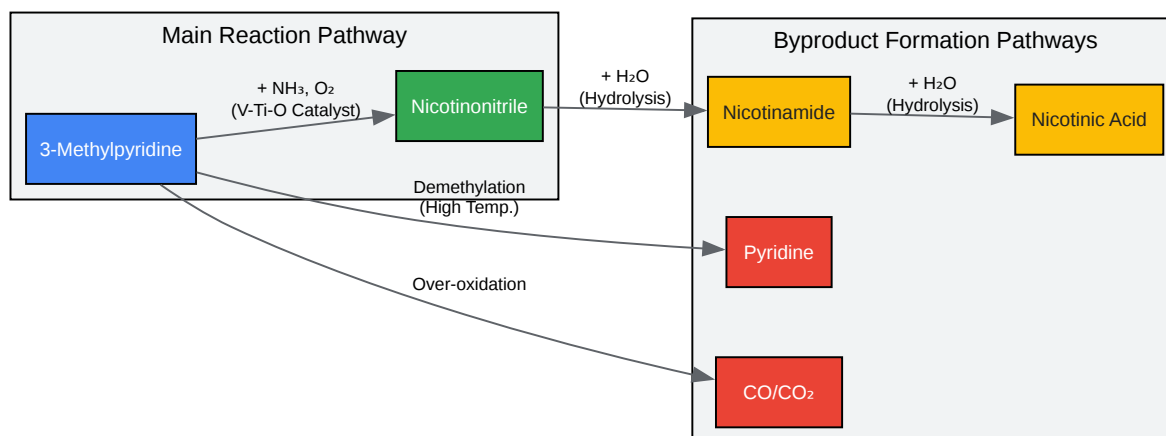 Main Reaction Pathway
Byproduct Formation Pathways
+ NH₃, O₂
(V-Ti-O Catalyst)
3-Methylpyridine
Nicotinonitrile
+ H₂O
(Hydrolysis)
Nicotinamide
+ H₂O
(Hydrolysis)
Nicotinic Acid
Demethylation
(High Temp.)
Pyridine
Over-oxidation
CO/CO₂